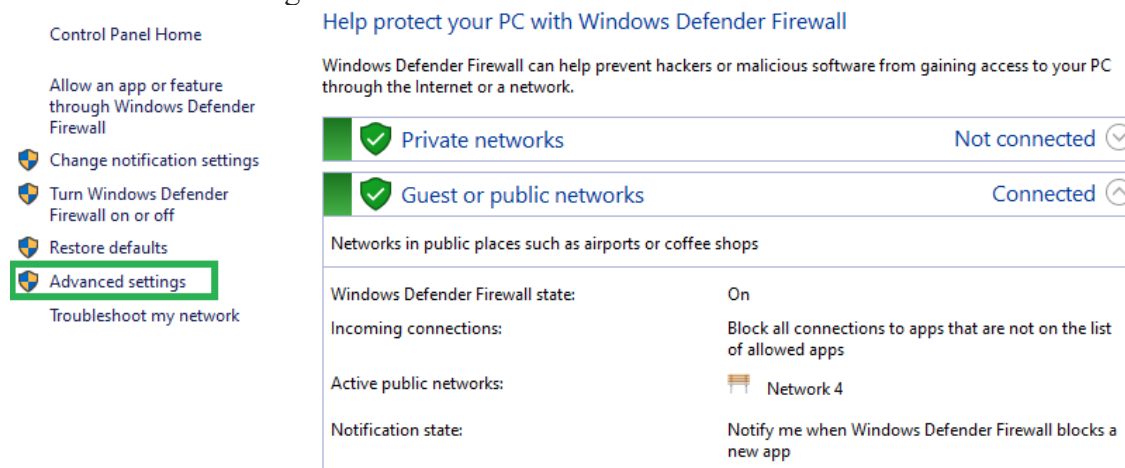 Control Panel Home
Allow an app or feature
through Windows Defender
Firewall
Change notification settings
Turn Windows Defender
Firewall on or off
Restore defaults
Advanced settings
Troubleshoot my network
Help protect your PC with Windows Defender Firewall
Windows Defender Firewall can help prevent hackers or malicious software from gaining access to your PC
through the Internet or a network.
Private networks Not connected
Guest or public networks Connected
Networks in public places such as airports or coffee shops
Windows Defender Firewall state: On
Incoming connections: Block all connections to apps that are not on the list
of allowed apps
Active public networks: Network 4
Notification state: Notify me when Windows Defender Firewall blocks a
new app